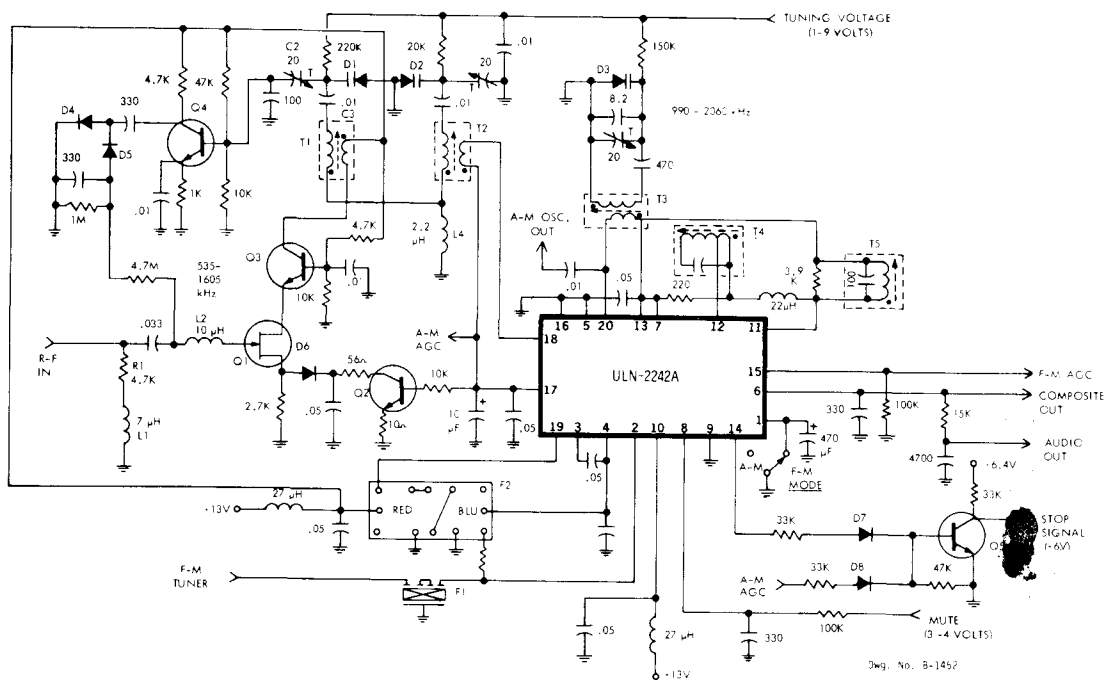 TUNING VOLTAGE
(1-9 VOLTS)
C2
20
T
220K
D1
20K
D2
20
T
.01
150K
4.7K
47K
Q4
100
.01
C3
.01
D3
8.2
20
T
990-2060 kHz
470
D4
330
D5
330
1M
.01
1K
10K
T1
T2
T3
T4
T5
4.7M
535-
1605
kHz
Q3
4.7K
.01
10K
2.2
µH
L4
A-M OSC.
OUT
.01
.05
220
22µH
3.9
K
100
.033
L2
10 µH
R-F
IN
R1
4.7K
7 µH
L1
Q1
D6
2.7K
.05
56Ω
Q2
10Ω
10K
A-M
AGC
µF
.05
16
5
20
13
7
12
11
18
17
ULN-2242A
15
6
1
19
3
4
2
10
8
9
14
F-M AGC
COMPOSITE
OUT
330
100K
15K
AUDIO
OUT
4700
470
µF
A-M
F-M
MODE
+6.4V
33K
STOP
SIGNAL
(-6V)
27 µH
+13V
.05
RED
BLU
F2
.05
F-M
TUNER
F1
33K
D7
A-M
AGC
33K
D8
47K
MUTE
(3-4 VOLTS)
100K
330
.05
27 µH
+13V
Dwg. No. B-1452